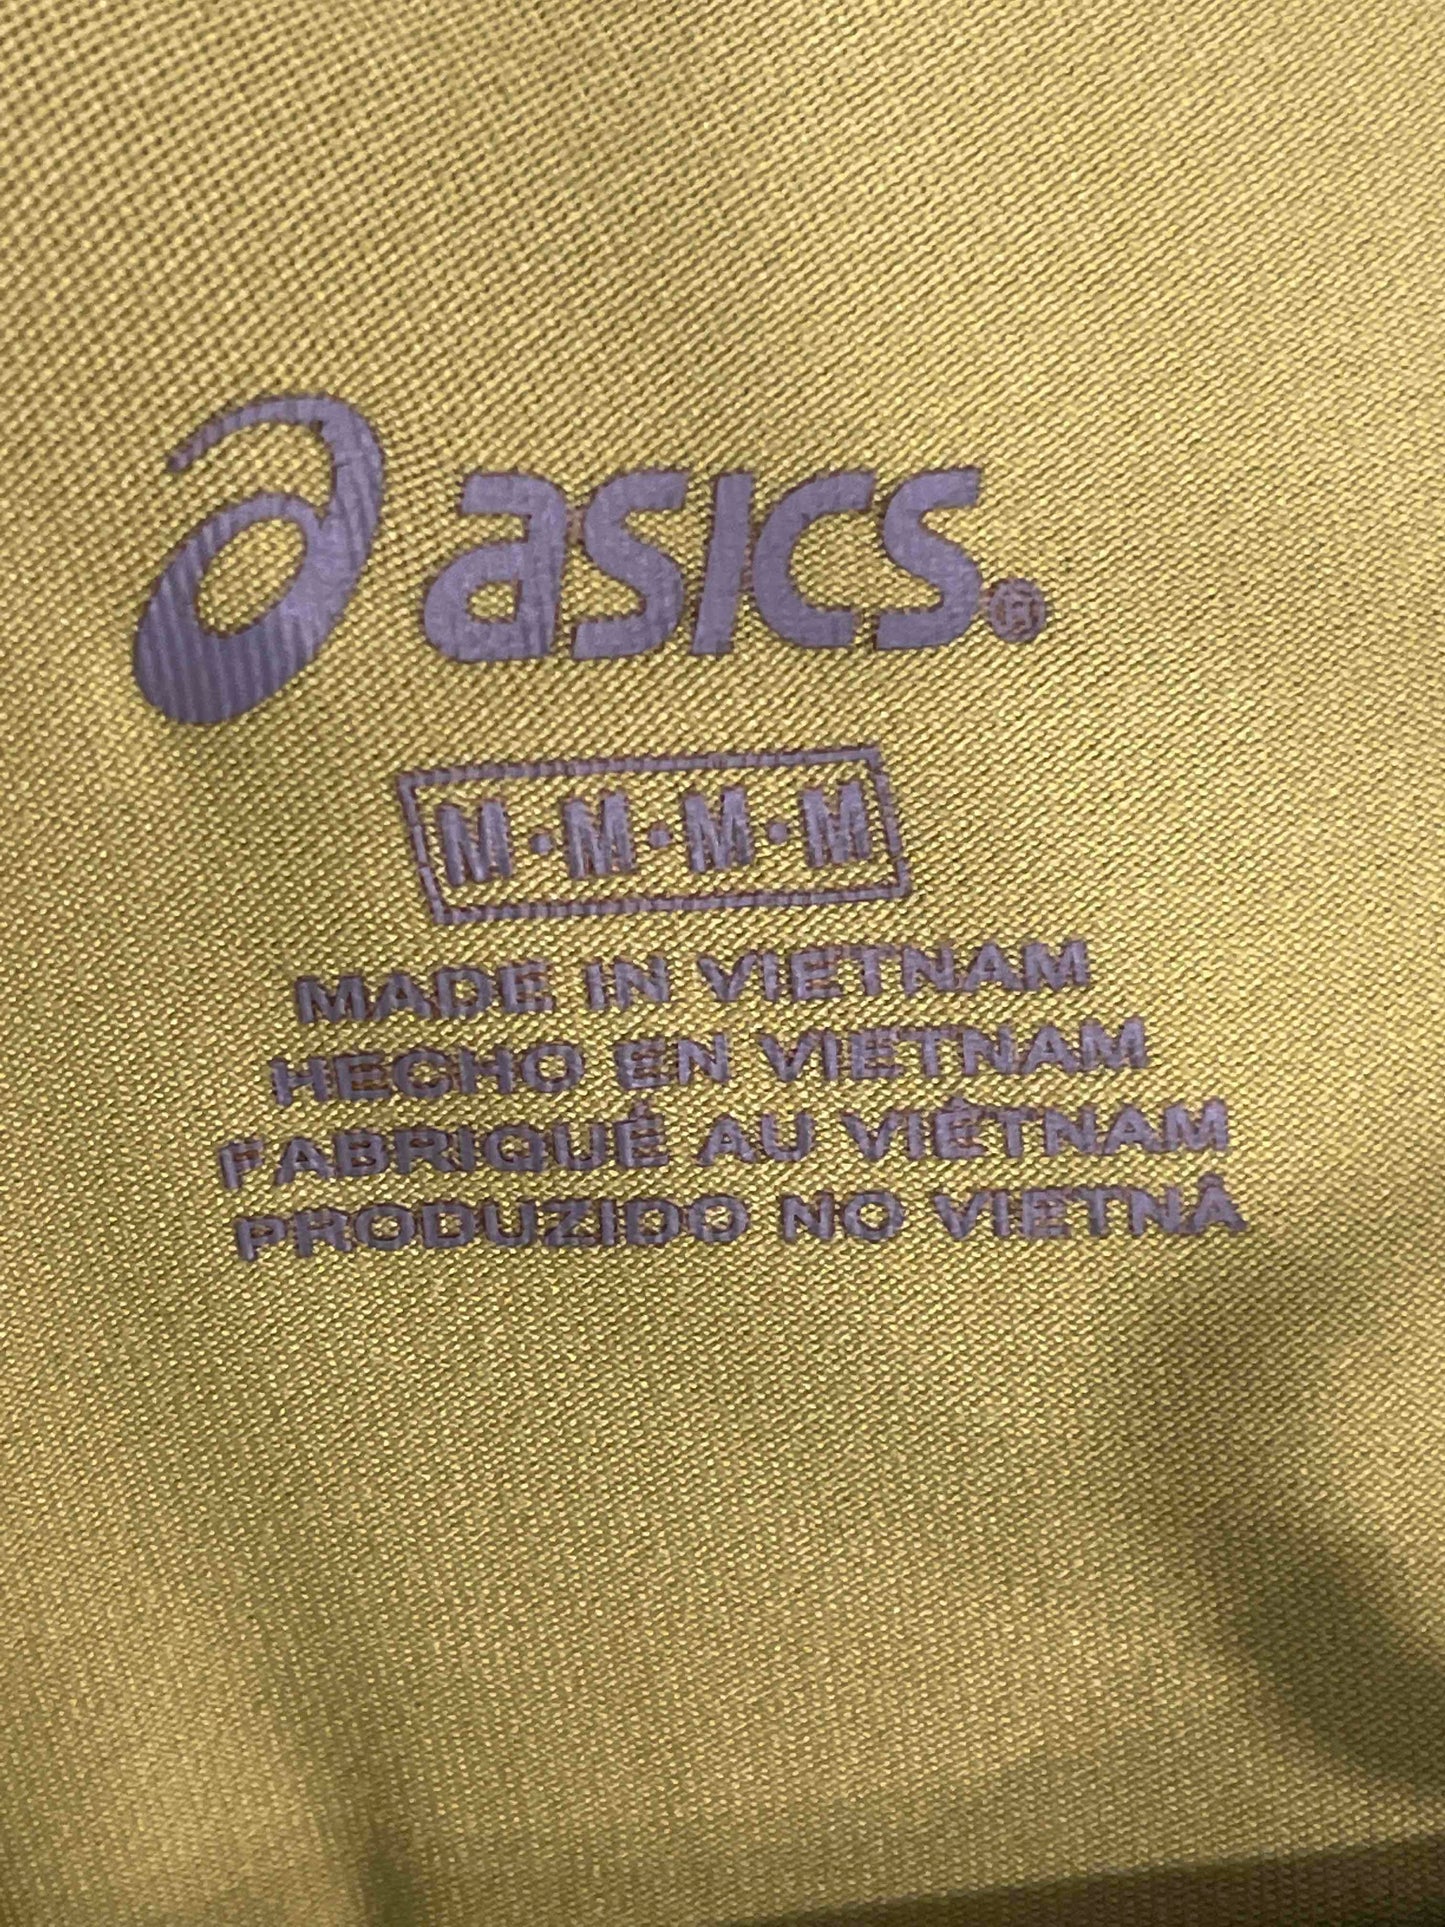 asics®
M·M·M·M
MADE IN VIETNAM
HECHO EN VIETNAM
FABRIQUÉ AU VIÊTNAM
PRODUZIDO NO VIETNÃ